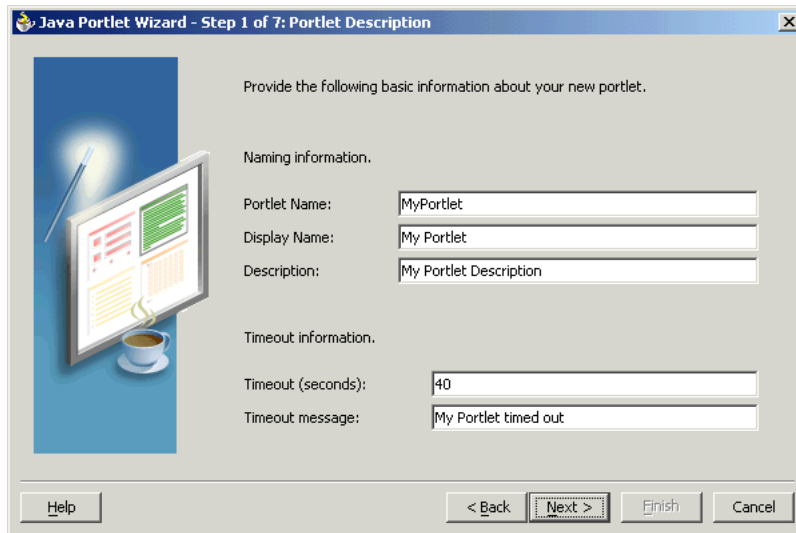 Java Portlet Wizard - Step 1 of 7: Portlet Description
Provide the following basic information about your new portlet.
Naming information.
Portlet Name: MyPortlet
Display Name: My Portlet
Description: My Portlet Description
Timeout information.
Timeout (seconds): 40
Timeout message: My Portlet timed out
Help < Back Next > Finish Cancel